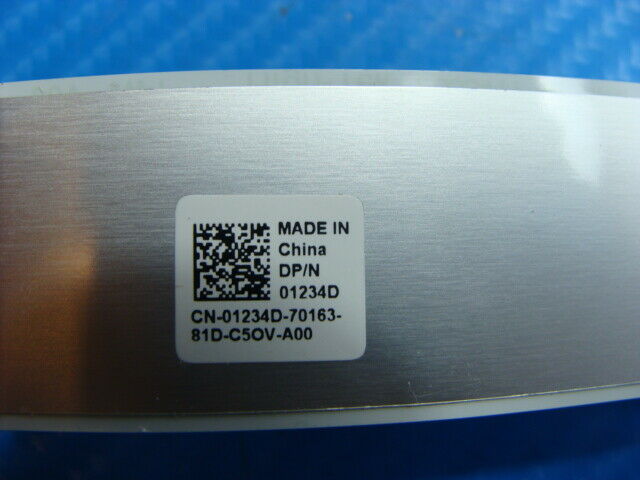 MADE IN
China
DP/N
01234D
CN-01234D-70163-
81D-C5OV-A00